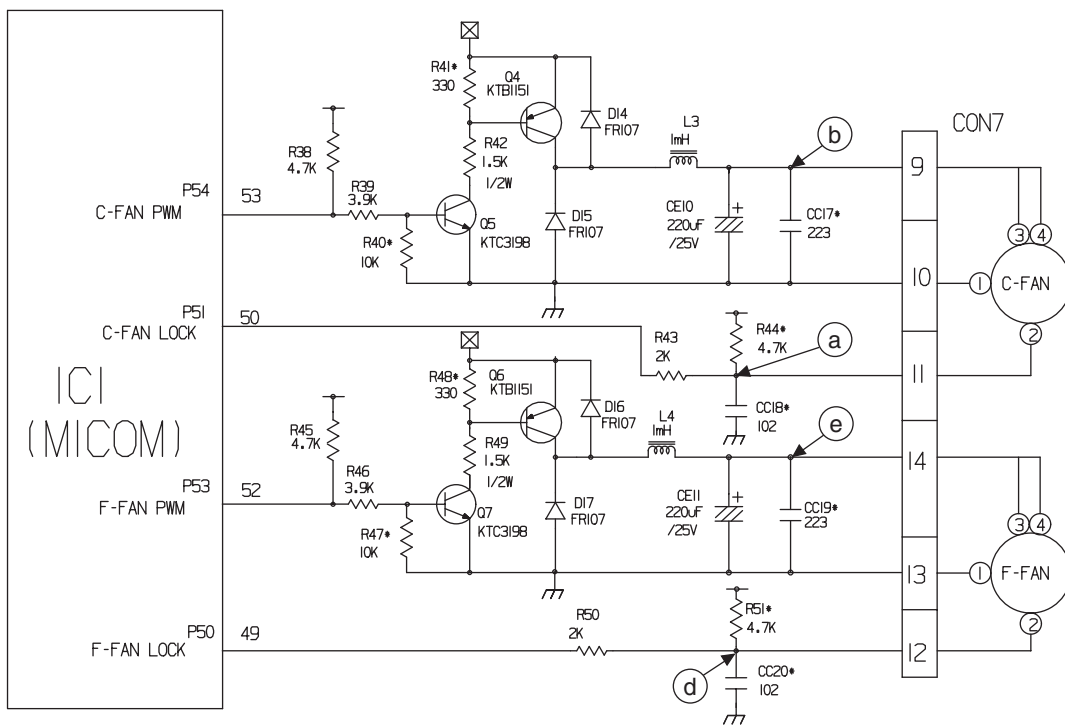 R41*
330
Q4
KTB1151
D14
FR107
L3
1mH
b
CON7
R38
4.7K
R42
1.5K
1/2W
9
P54
53
R39
3.9K
C-FAN PWM
Q5
KTC3198
D15
FR107
CE10
220uF
/25V
+
CC17*
223
3
4
R40*
10K
10
1
C-FAN
P51
50
C-FAN LOCK
R43
2K
R44*
4.7K
a
2
11
IC1
(MICOM)
R48*
330
Q6
KTB1151
D16
FR107
L4
1mH
CC18*
102
e
R45
4.7K
R49
1.5K
1/2W
14
P53
52
R46
3.9K
F-FAN PWM
Q7
KTC3198
D17
FR107
CE11
220uF
/25V
+
CC19*
223
3
4
R47*
10K
13
1
F-FAN
P50
49
F-FAN LOCK
R50
2K
R51*
4.7K
2
12
d
CC20*
102